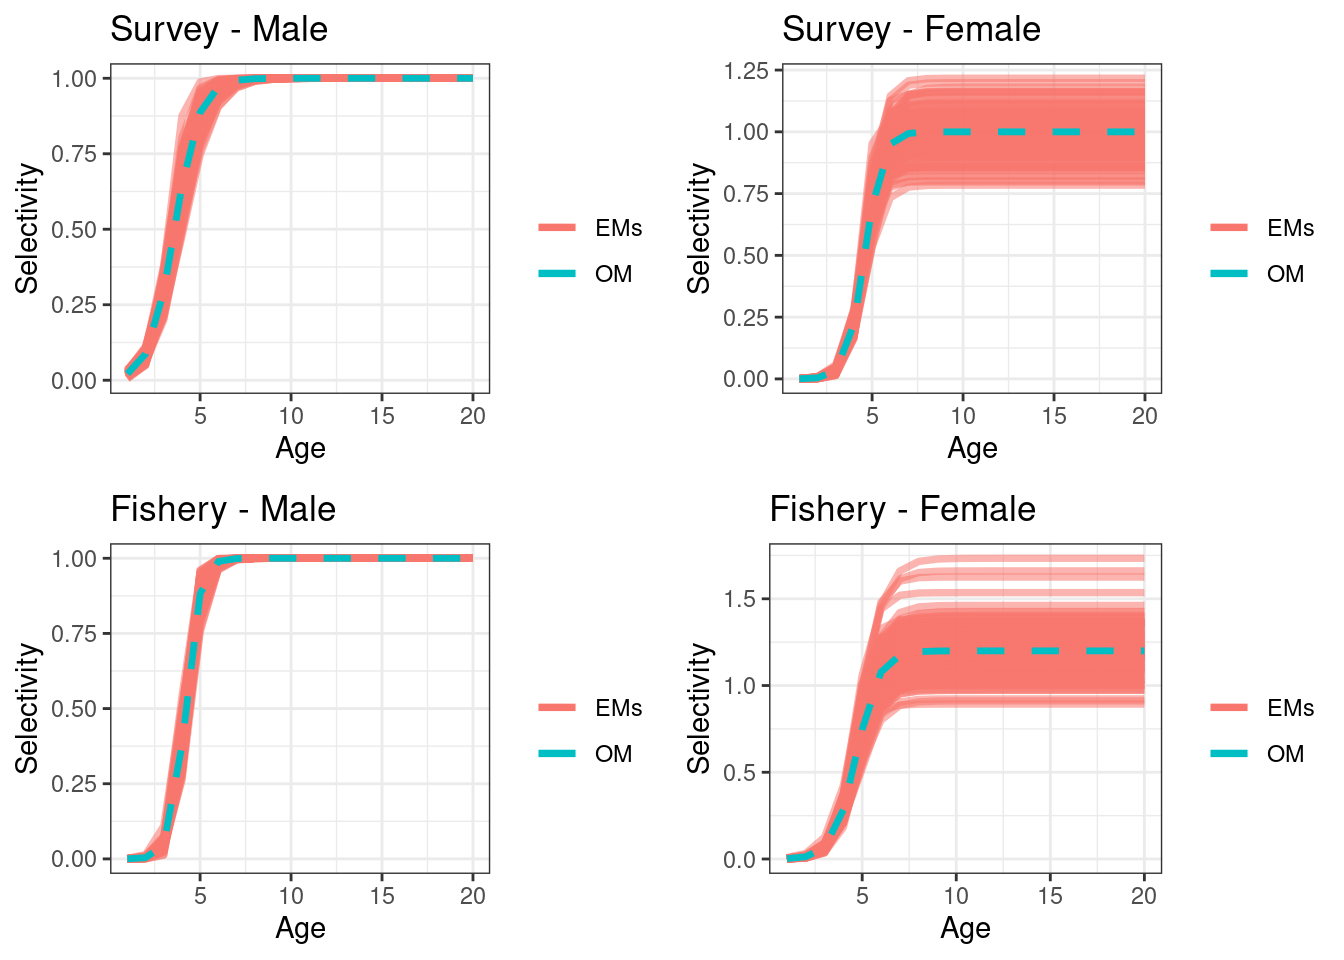 Survey - Male
1.00
0.75
0.50
0.25
0.00
Selectivity
5 10 15 20
Age
EMs
OM
Survey - Female
1.25
1.00
0.75
0.50
0.25
0.00
Selectivity
5 10 15 20
Age
EMs
OM
Fishery - Male
1.00
0.75
0.50
0.25
0.00
Selectivity
5 10 15 20
Age
EMs
OM
Fishery - Female
1.5
1.0
0.5
0.0
Selectivity
5 10 15 20
Age
EMs
OM